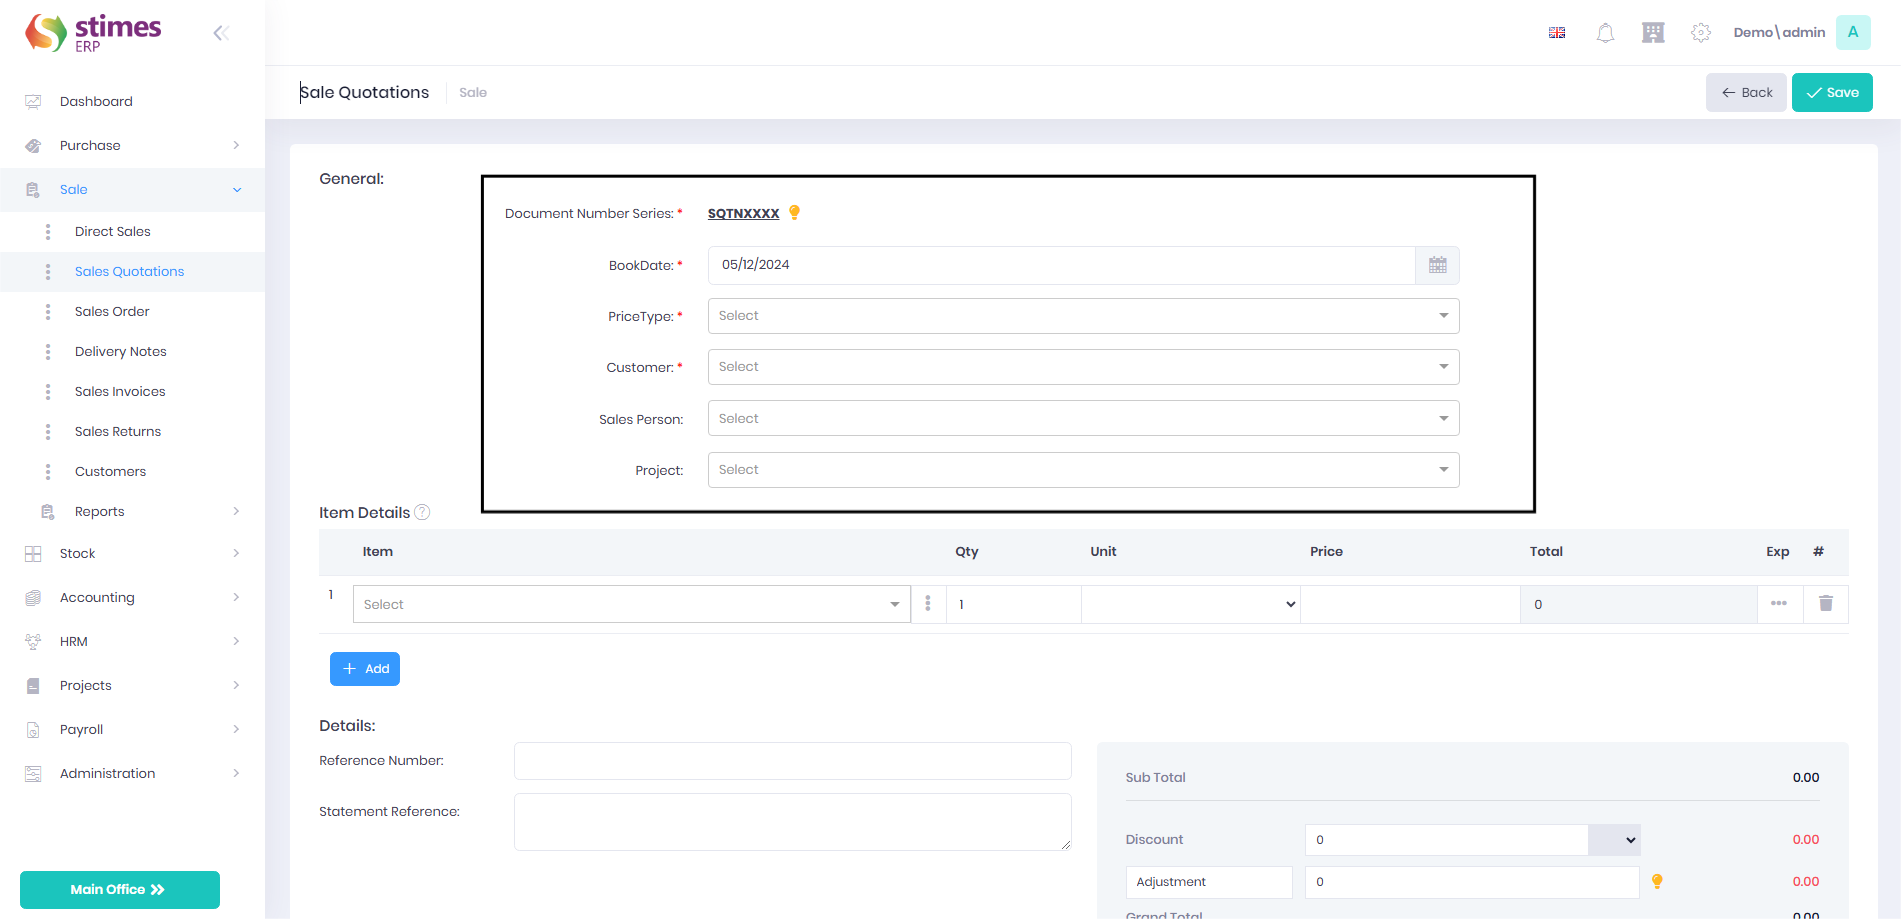 stimes
ERP
Demo\admin
A
Sale Quotations
Sale
Back
Save
Dashboard
Purchase
Sale
Direct Sales
Sales Quotations
Sales Order
Delivery Notes
Sales Invoices
Sales Returns
Customers
Reports
Stock
Accounting
HRM
Projects
Payroll
Administration
Main Office
General:
Document Number Series: * SQTNXXXX
BookDate: * 05/12/2024
PriceType: * Select
Customer: * Select
Sales Person: Select
Project: Select
Item Details ?
Item Qty Unit Price Total Exp #
1 Select 1 0
+ Add
Details:
Reference Number:
Statement Reference:
Sub Total 0.00
Discount 0 0.00
Adjustment 0 0.00
Grand Total 0.00